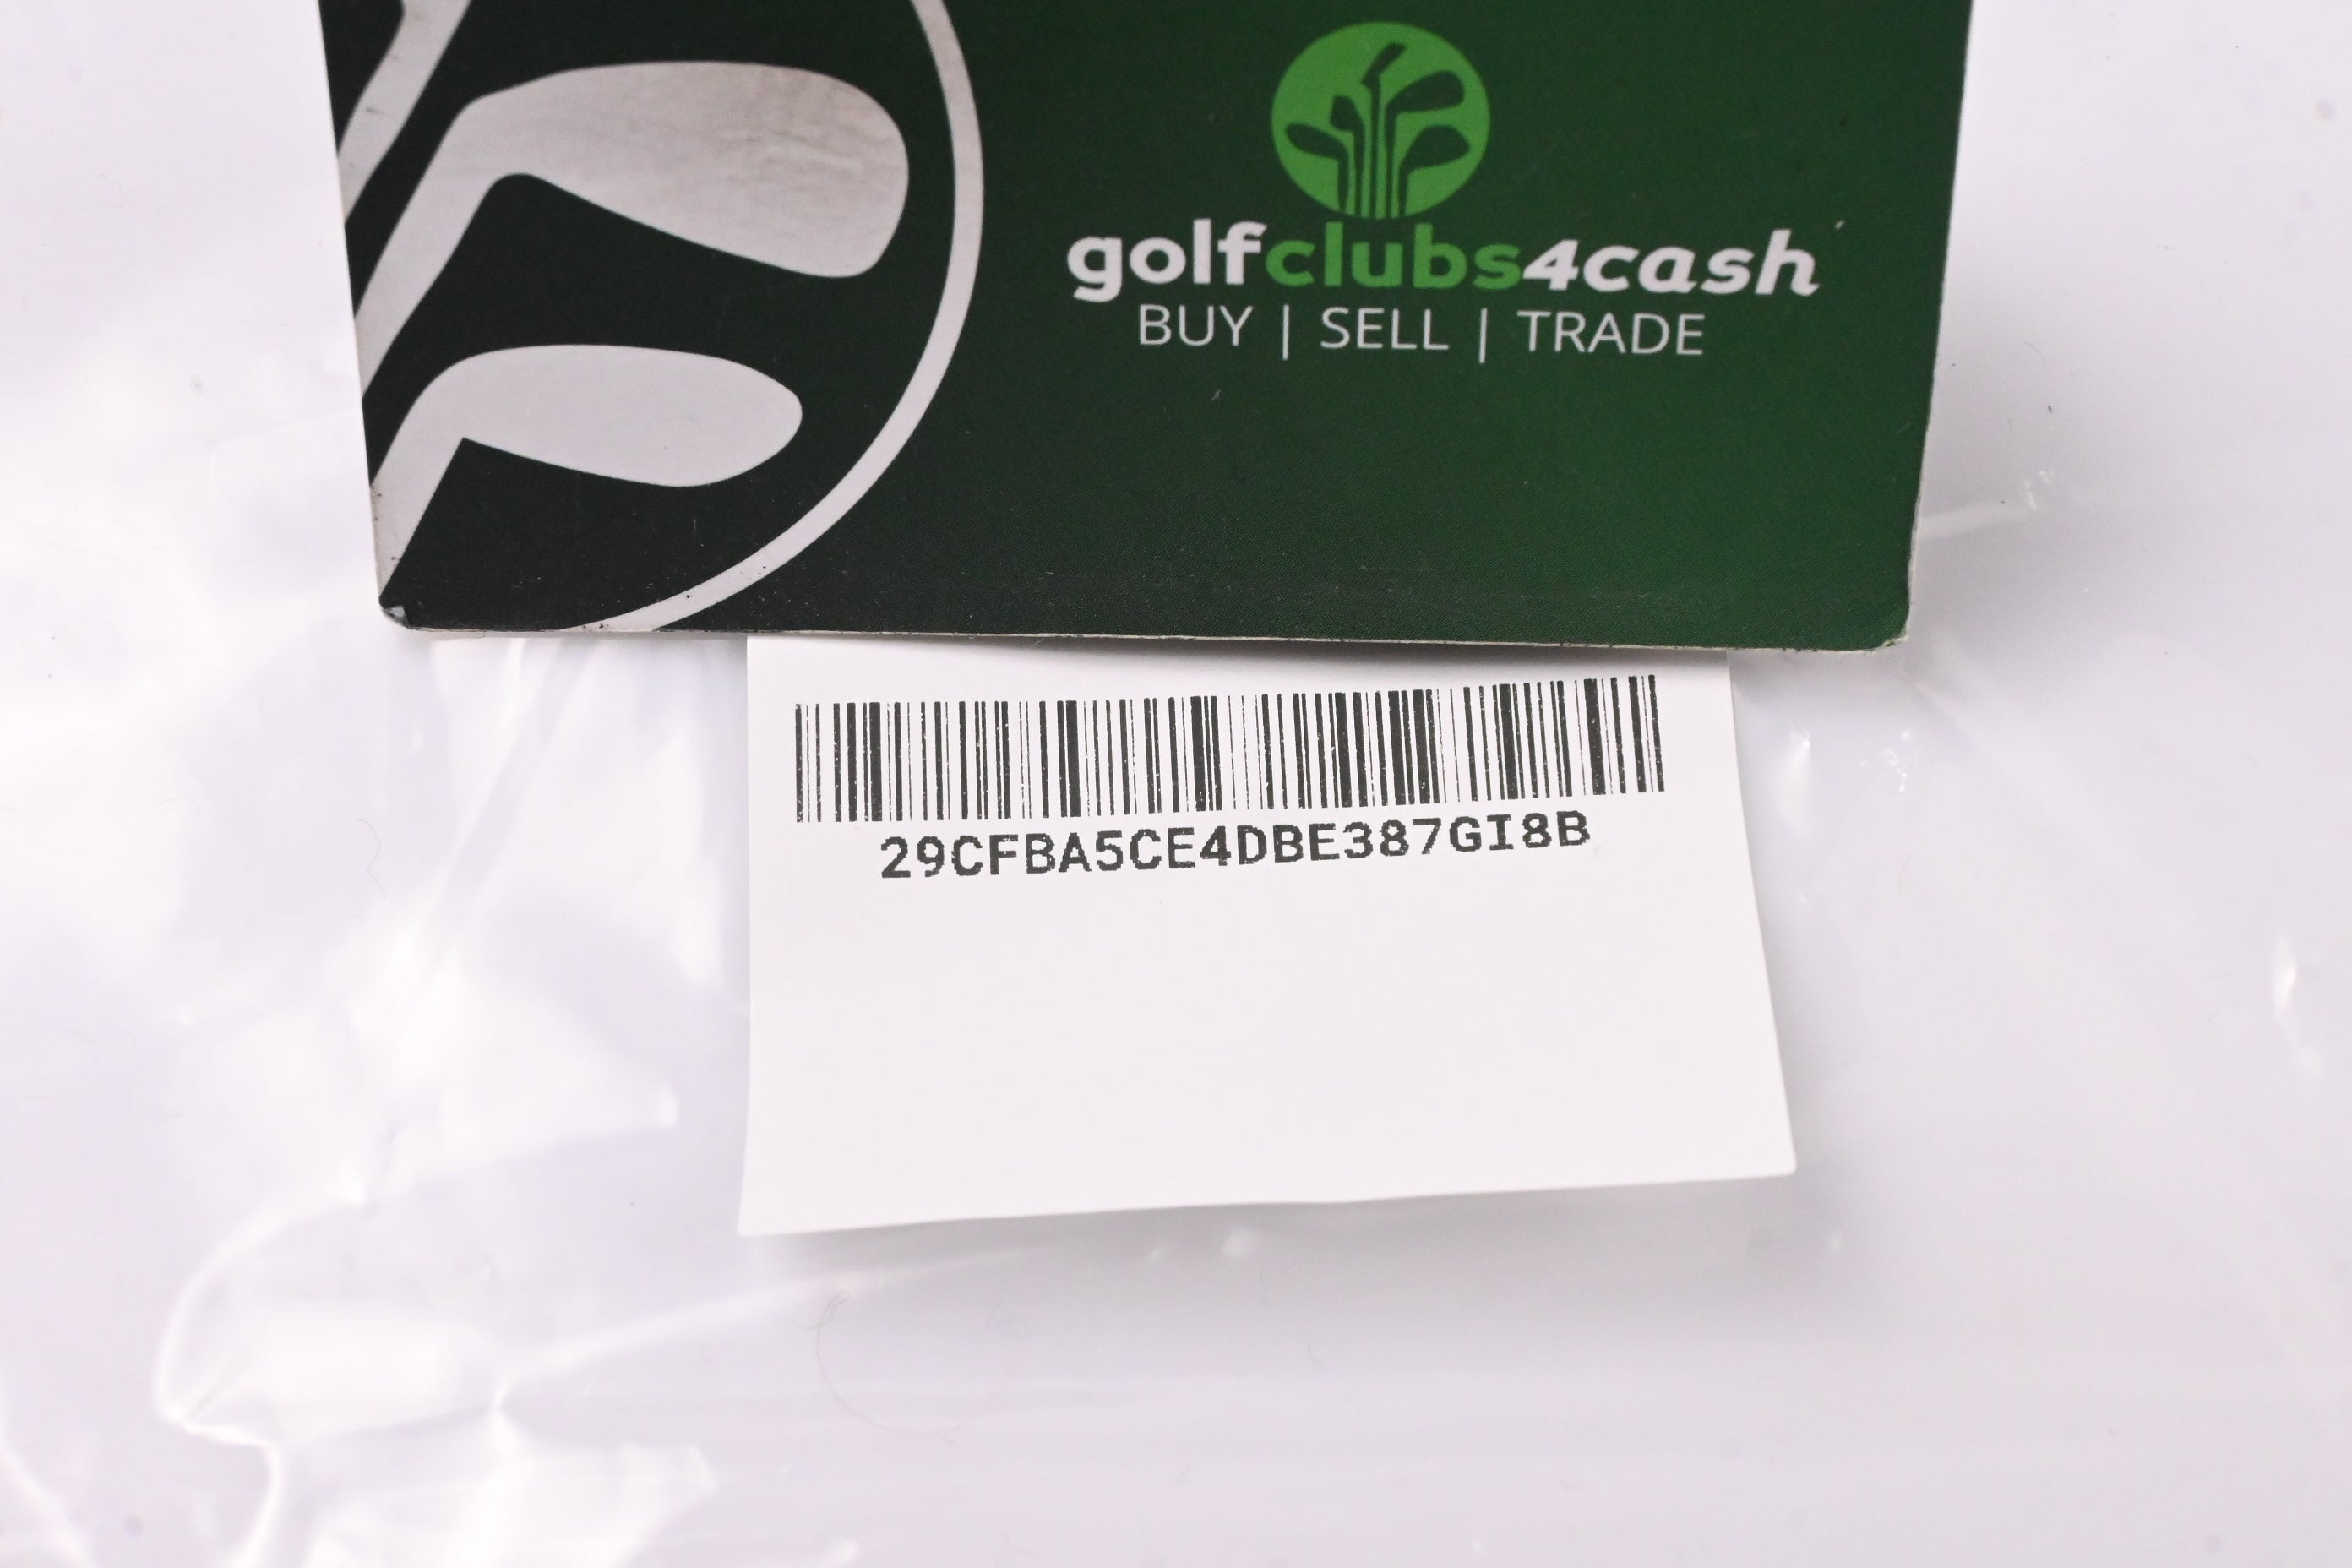 golfclubs4cash
BUY | SELL | TRADE
29CFBA5CE4DBE387GI8B